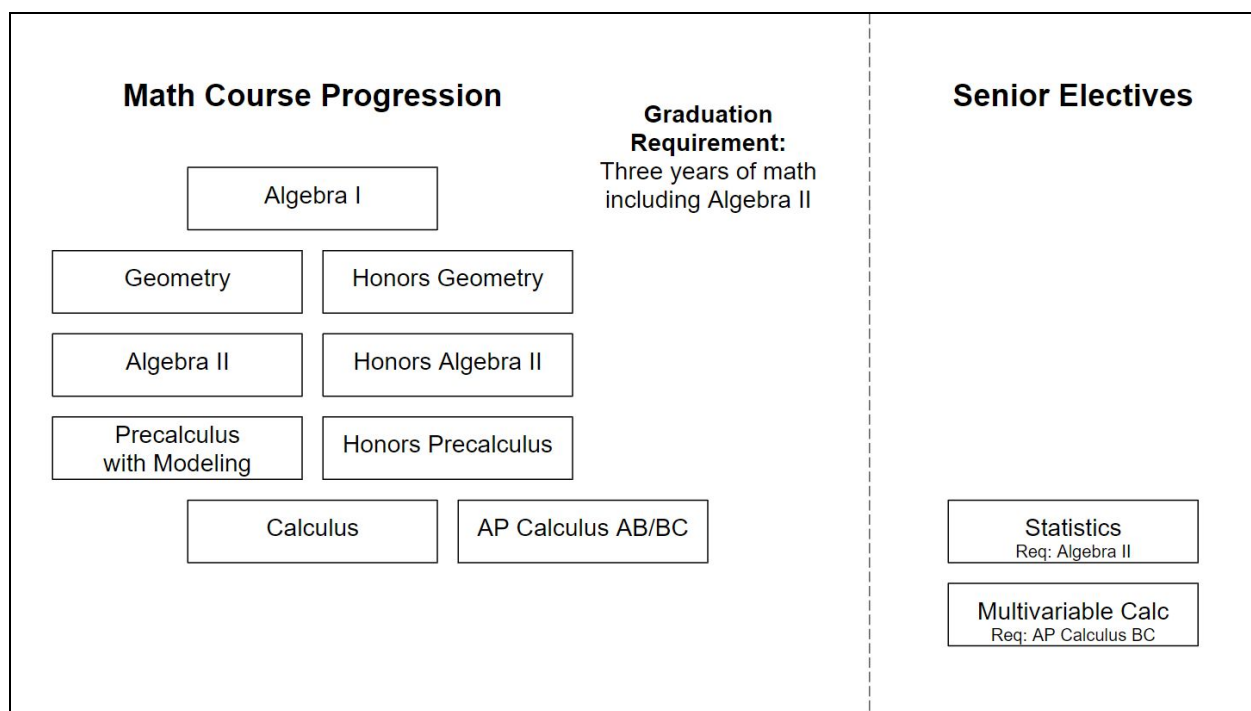 Math Course Progression
Graduation
Requirement:
Three years of math
including Algebra II
Algebra I
Geometry
Honors Geometry
Algebra II
Honors Algebra II
Precalculus
with Modeling
Honors Precalculus
Calculus
AP Calculus AB/BC
Senior Electives
Statistics
Req: Algebra II
Multivariable Calc
Req: AP Calculus BC